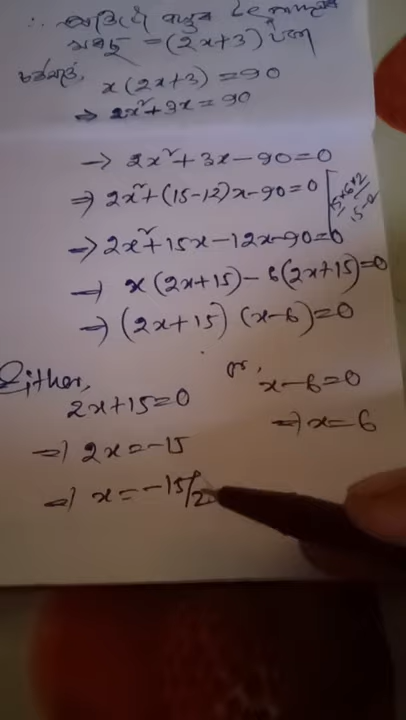 ∴
= (2x+3)
x(2x+3) = 90
⇒ 2x²+3x = 90
→ 2x²+3x-90=0
⇒ 2x²+(15-12)x-90=0
→ 2x²+15x-12x-90=0
⇒ x(2x+15)-6(2x+15)=0
⇒ (2x+15) (x-6)=0
Either, or,
2x+15=0 x-6=0
⇒ 2x=-15 ⇒ x=6
⇒ x=-15/2